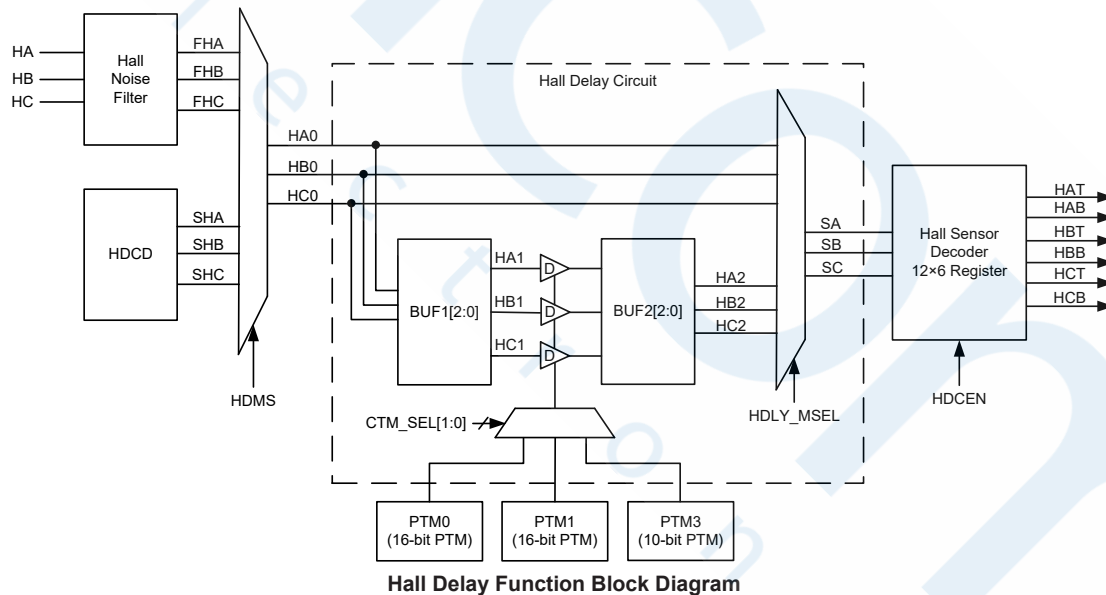 HA
HB
HC
Hall
Noise
Filter
FHA
FHB
FHC
HDCD
SHA
SHB
SHC
HDMS
Hall Delay Circuit
HA0
HB0
HC0
BUF1[2:0]
HA1
HB1
HC1
D
D
D
BUF2[2:0]
HA2
HB2
HC2
CTM_SEL[1:0]
HDLY_MSEL
SA
SB
SC
Hall Sensor
Decoder
12×6 Register
HDCEN
HAT
HAB
HBT
HBB
HCT
HCB
PTM0
(16-bit PTM)
PTM1
(16-bit PTM)
PTM3
(10-bit PTM)
Hall Delay Function Block Diagram